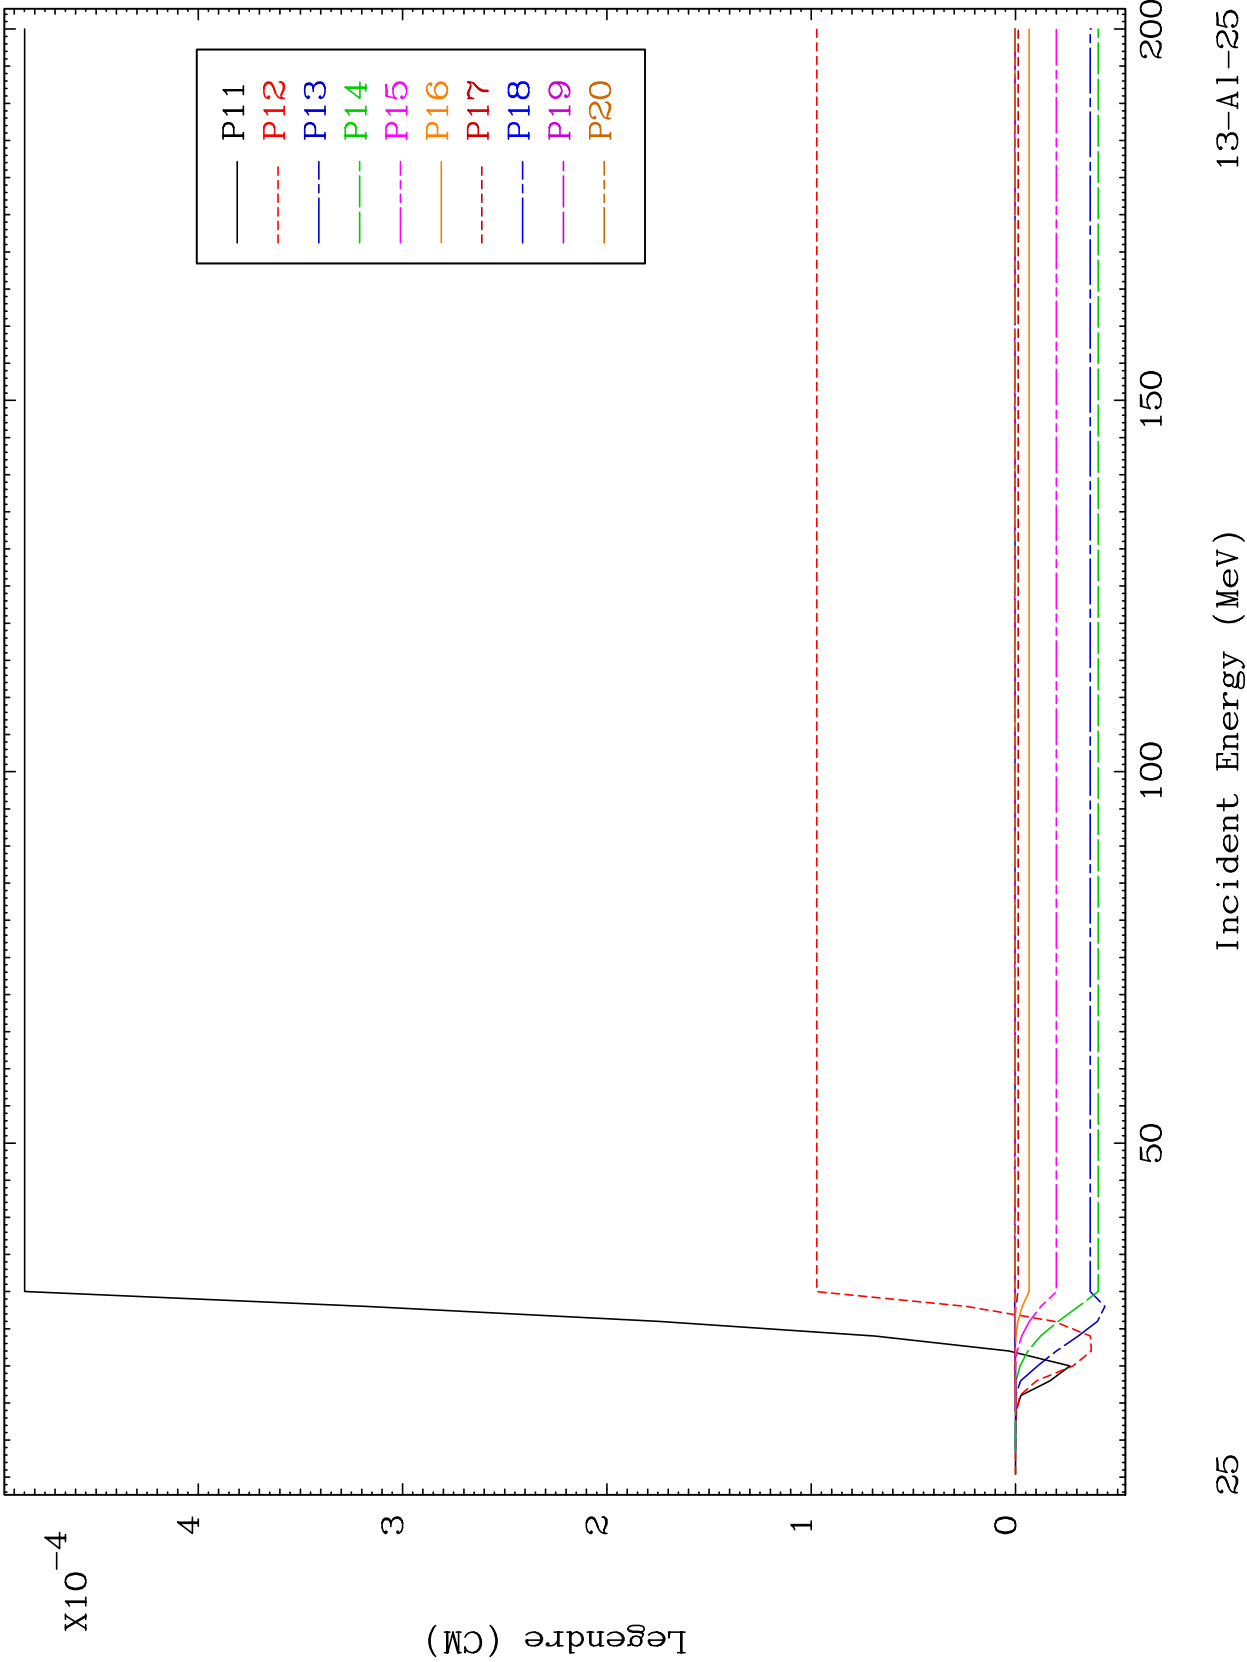 X10
-4
Legendre (CM)
4
3
2
1
0
P11
P12
P13
P14
P15
P16
P17
P18
P19
P20
50
100
150
200
Incident Energy (MeV)
25
13-Al-25